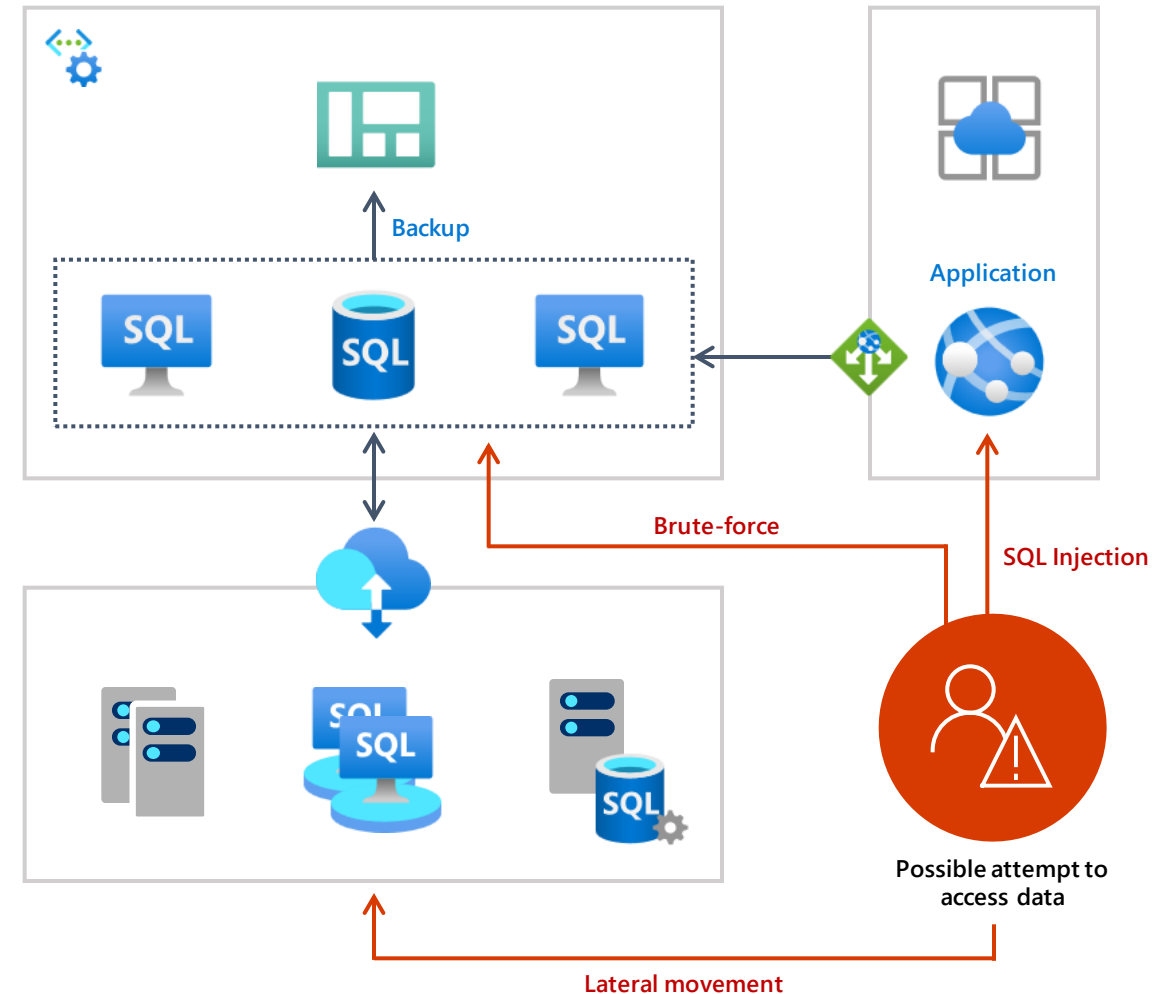 Backup
Application
SQL
SQL
SQL
Brute-force
SQL Injection
SQL
SQL
SQL
Possible attempt to
access data
Lateral movement